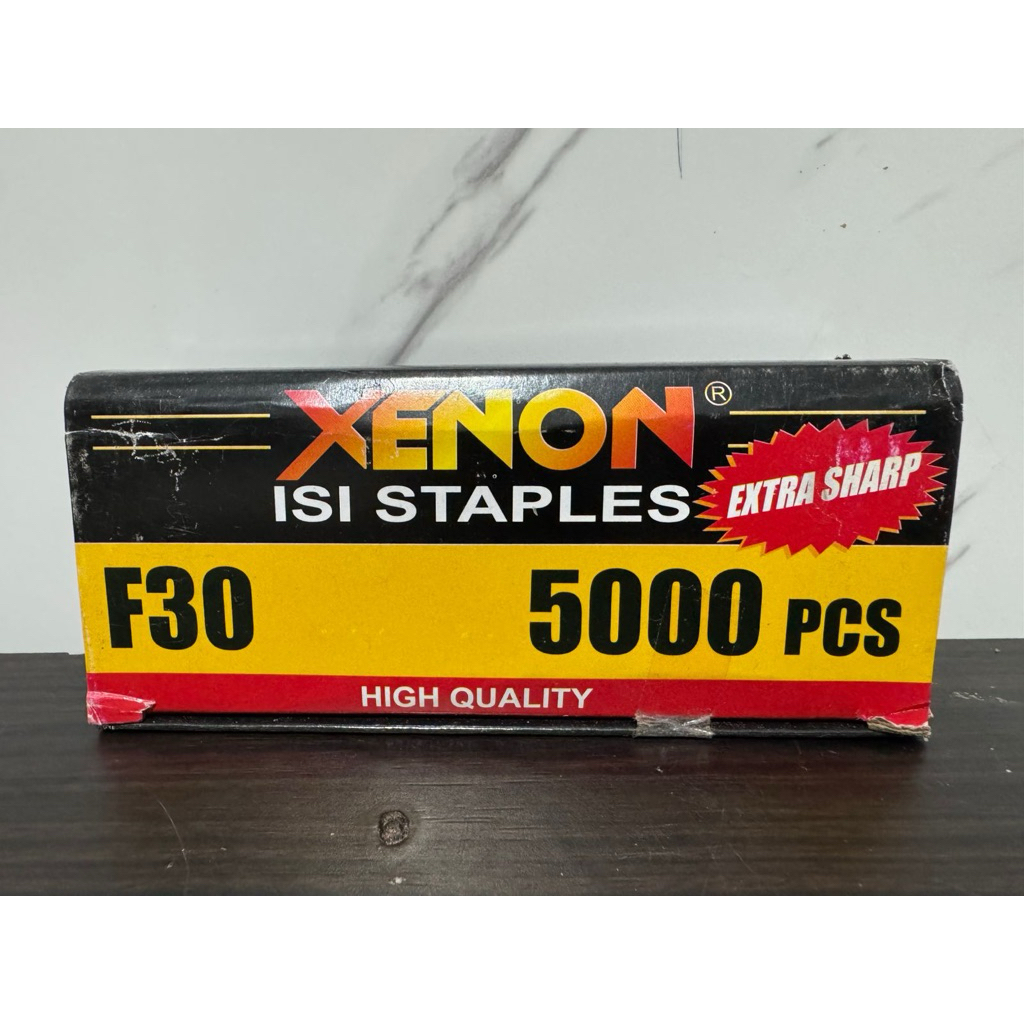 XENON®
ISI STAPLES
EXTRA SHARP
F30
5000 PCS
HIGH QUALITY